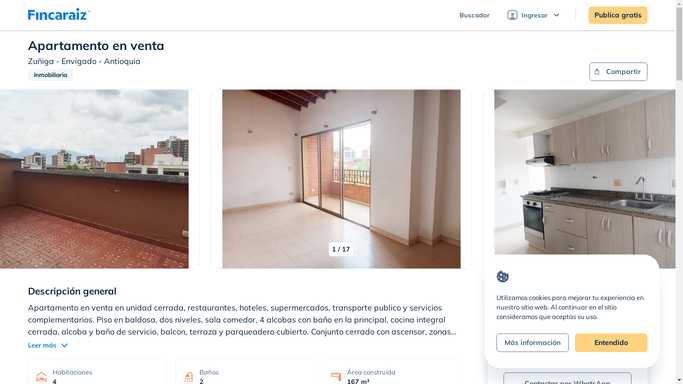 Fincaraiz
Buscador
Ingresar
Publica gratis
Apartamento en venta
Zuñiga - Envigado - Antioquia
Inmobiliaria
Compartir
1 / 17
Descripción general
Apartamento en venta en unidad cerrada, restaurantes, hoteles, supermercados, transporte publico y servicios
complementarios. Piso en baldosa, dos niveles, sala comedor, 4 alcobas con baño en la principal, cocina integral
cerrada, alcoba y baño de servicio, balcon, terraza y parqueadero cubierto. Conjunto cerrado con ascensor, zonas...
Leer más
Habitaciones
4
Baños
2
Área construida
167 m²
Utilizamos cookies para mejorar tu experiencia en
nuestro sitio web. Al continuar en el sitio
consideramos que aceptas su uso.
Más información
Entendido
Contactar por WhatsApp